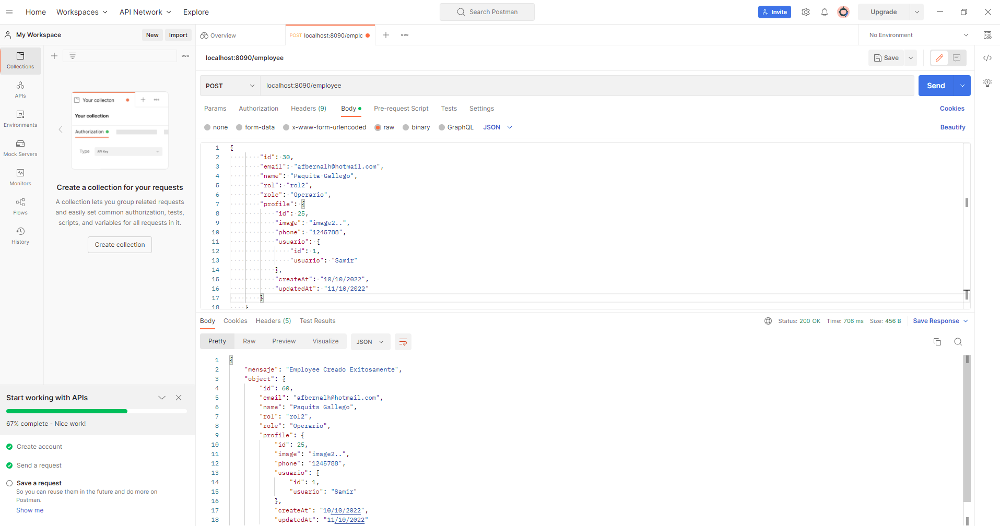 Home Workspaces API Network Explore Search Postman Invite Upgrade
My Workspace New Import Overview POST localhost:8090/emplc No Environment
Collections
APIs
Environments
Mock Servers
Monitors
Flows
History
Your collecton
Your collection
Authorization
Type API Key
Create a collection for your requests
A collection lets you group related requests
and easily set common authorization, tests,
scripts, and variables for all requests in it.
Create collection
Start working with APIs
67% complete - Nice work!
Create account
Send a request
Save a request
So you can reuse them in the future and do more on
Postman.
Show me
localhost:8090/employee Save
POST localhost:8090/employee Send
Params Authorization Headers (9) Body Pre-request Script Tests Settings Cookies
none form-data x-www-form-urlencoded raw binary GraphQL JSON Beautify
1 {
2 "id": 30,
3 "email": "afbernalh@hotmail.com",
4 "name": "Paquita Gallego",
5 "rol": "rol2",
6 "role": "Operario",
7 "profile": {
8 "id": 25,
9 "image": "image2..",
10 "phone": "1245788",
11 "usuario": {
12 "id": 1,
13 "usuario": "Samir"
14 },
15 "createAt": "10/10/2022",
16 "updatedAt": "11/10/2022"
17 }
18 }
Body Cookies Headers (5) Test Results Status: 200 OK Time: 706 ms Size: 456 B Save Response
Pretty Raw Preview Visualize JSON
1 {
2 "mensaje": "Employee Creado Exitosamente",
3 "object": {
4 "id": 60,
5 "email": "afbernalh@hotmail.com",
6 "name": "Paquita Gallego",
7 "rol": "rol2",
8 "role": "Operario",
9 "profile": {
10 "id": 25,
11 "image": "image2..",
12 "phone": "1245788",
13 "usuario": {
14 "id": 1,
15 "usuario": "Samir"
16 },
17 "createAt": "10/10/2022",
18 "updatedAt": "11/10/2022"